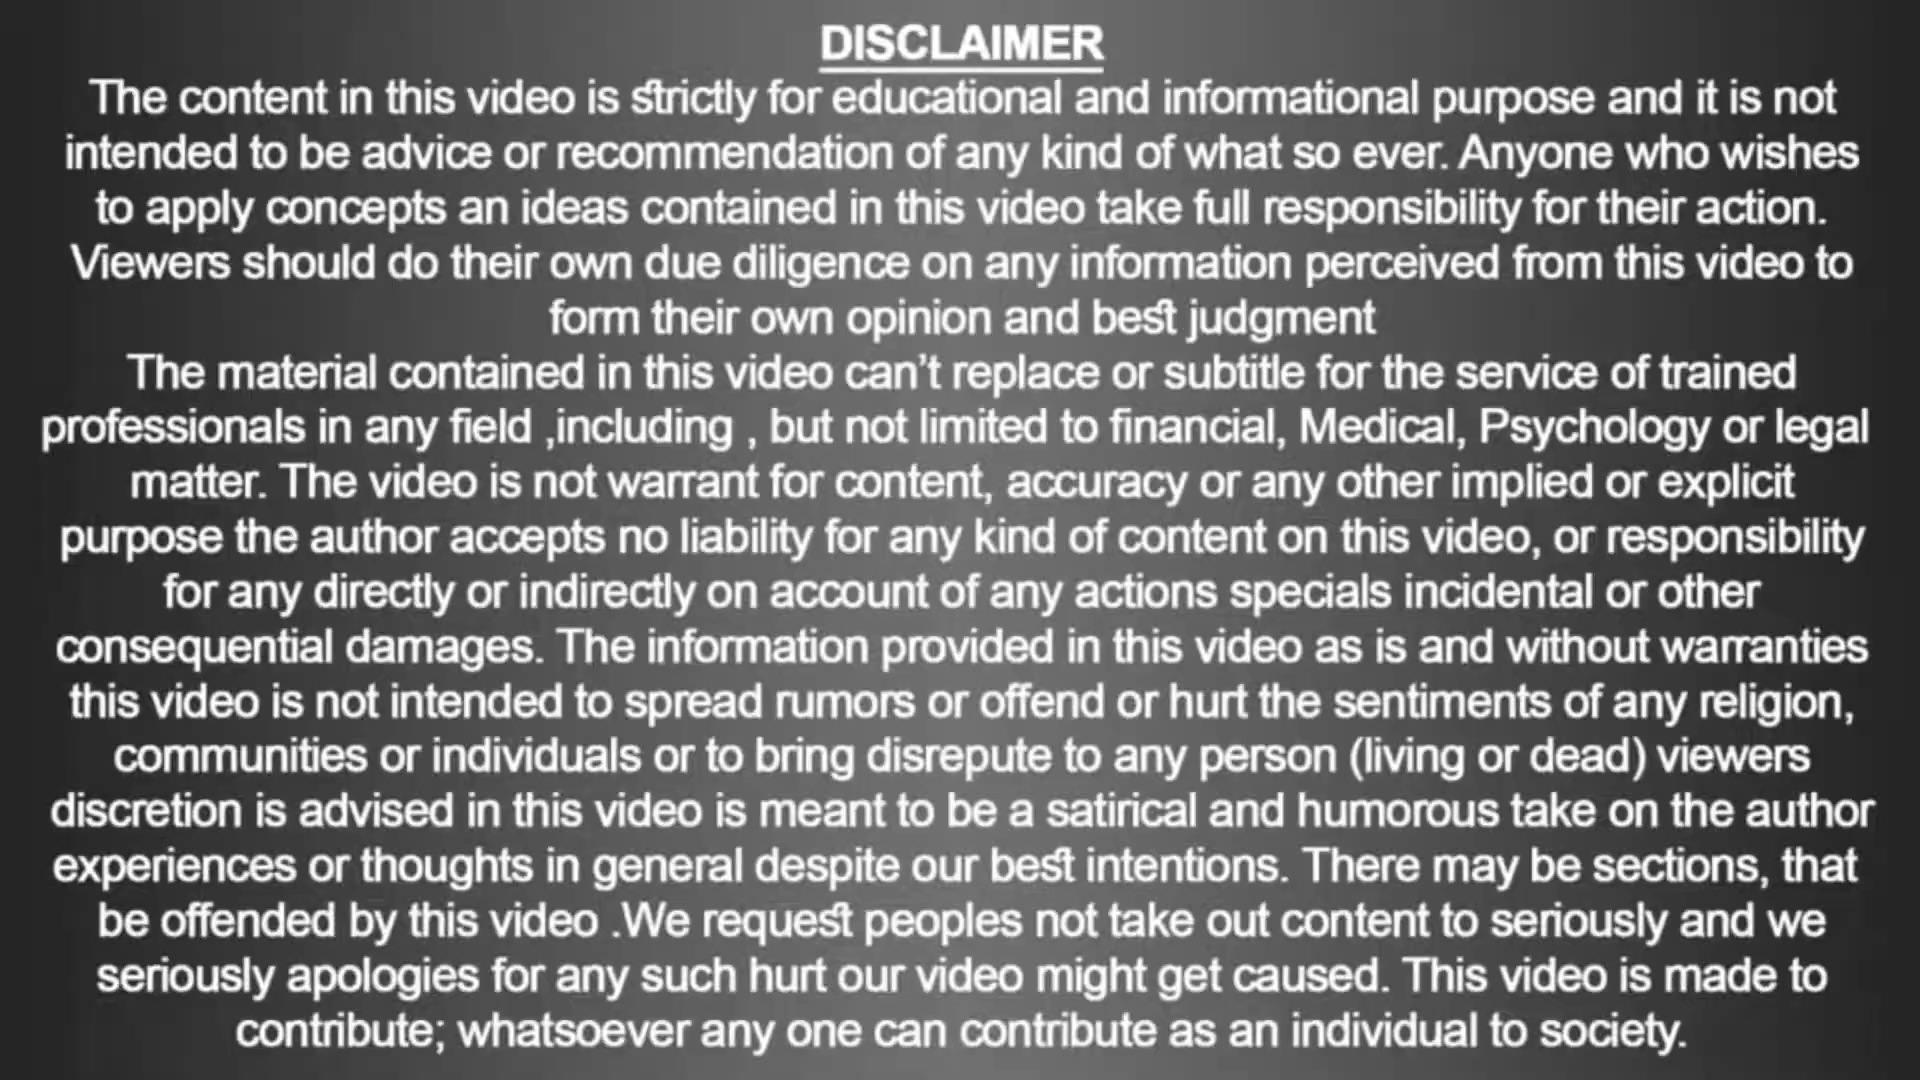 DISCLAIMER
The content in this video is strictly for educational and informational purpose and it is not
intended to be advice or recommendation of any kind of what so ever. Anyone who wishes
to apply concepts an ideas contained in this video take full responsibility for their action.
Viewers should do their own due diligence on any information perceived from this video to
form their own opinion and best judgment
The material contained in this video can't replace or subtitle for the service of trained
professionals in any field ,including , but not limited to financial, Medical, Psychology or legal
matter. The video is not warrant for content, accuracy or any other implied or explicit
purpose the author accepts no liability for any kind of content on this video, or responsibility
for any directly or indirectly on account of any actions specials incidental or other
consequential damages. The information provided in this video as is and without warranties
this video is not intended to spread rumors or offend or hurt the sentiments of any religion,
communities or individuals or to bring disrepute to any person (living or dead) viewers
discretion is advised in this video is meant to be a satirical and humorous take on the author
experiences or thoughts in general despite our best intentions. There may be sections, that
be offended by this video .We request peoples not take out content to seriously and we
seriously apologies for any such hurt our video might get caused. This video is made to
contribute; whatsoever any one can contribute as an individual to society.